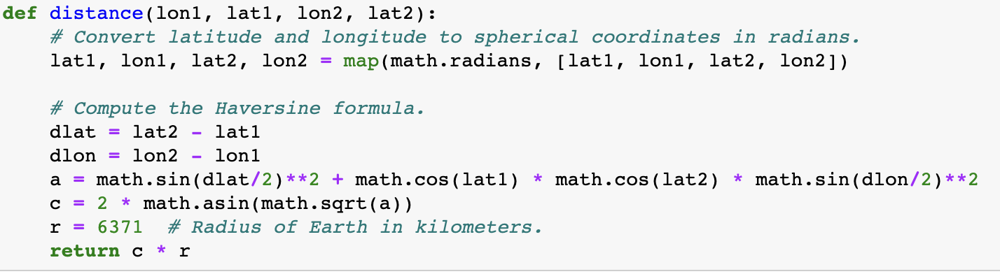 def distance(lon1, lat1, lon2, lat2):
    # Convert latitude and longitude to spherical coordinates in radians.
    lat1, lon1, lat2, lon2 = map(math.radians, [lat1, lon1, lat2, lon2])

    # Compute the Haversine formula.
    dlat = lat2 - lat1
    dlon = lon2 - lon1
    a = math.sin(dlat/2)**2 + math.cos(lat1) * math.cos(lat2) * math.sin(dlon/2)**2
    c = 2 * math.asin(math.sqrt(a))
    r = 6371  # Radius of Earth in kilometers.
    return c * r